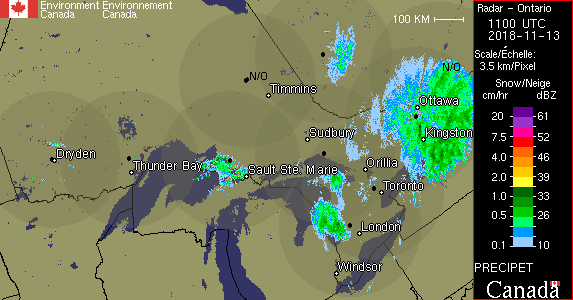 Environment Environnement
Canada Canada
100 KM
N/O
N/O
Timmins
Ottawa
Sudbury
Kingston
Dryden
Thunder Bay
Sault Ste. Marie
Orillia
Toronto
London
Windsor
Radar - Ontario
1100 UTC
2018-11-13
Scale/Échelle:
3.5 km/Pixel
Snow/Neige
cm/hr dBZ
20 61
7.5 52
4.0 46
2.0 39
1.0 33
0.5 26
0.1 10
PRECIPET
Canada